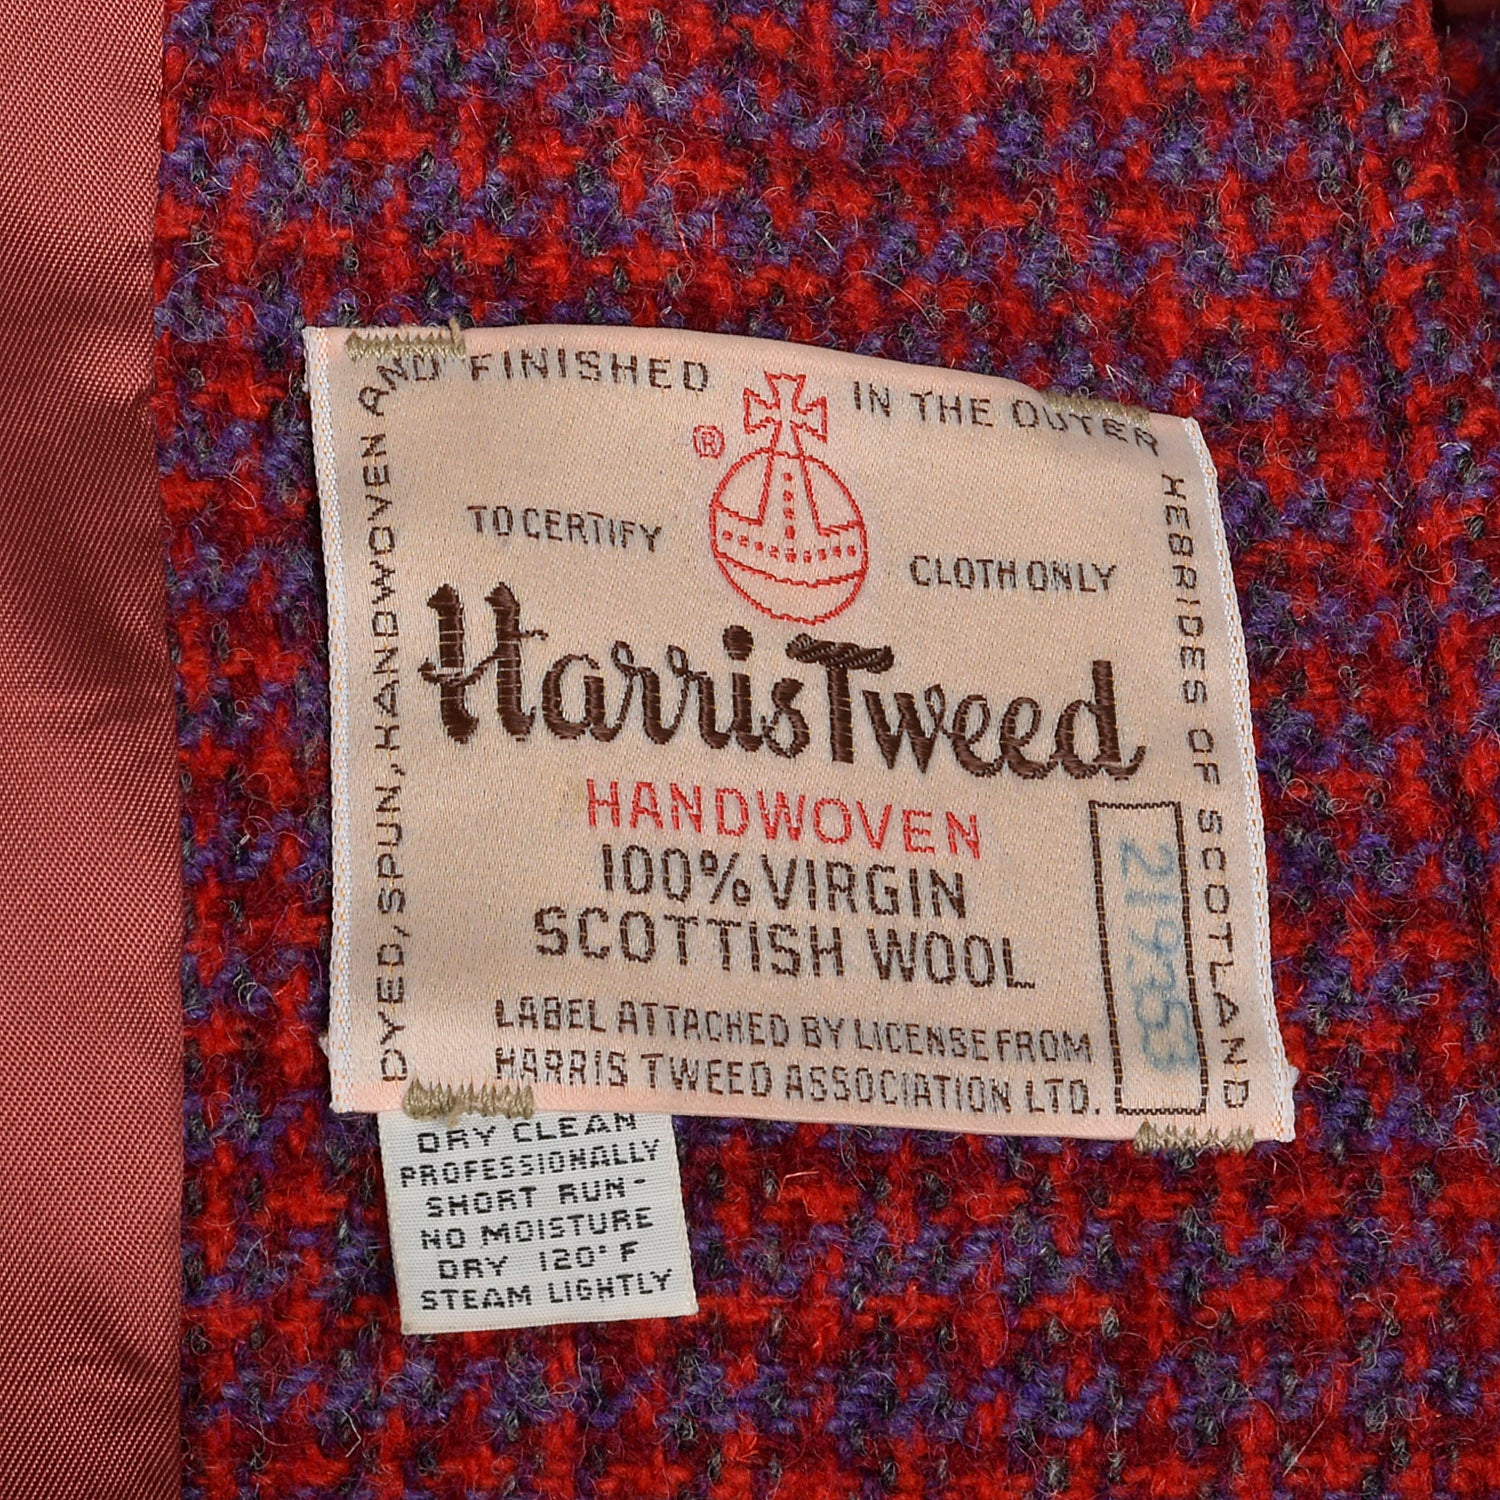 DYED, SPUN, HANDWOVEN AND FINISHED IN THE OUTER HEBRIDES OF SCOTLAND
®
TO CERTIFY CLOTH ONLY
Harris Tweed
HANDWOVEN
100% VIRGIN
SCOTTISH WOOL
LABEL ATTACHED BY LICENSE FROM
HARRIS TWEED ASSOCIATION LTD.
DRY CLEAN
PROFESSIONALLY
SHORT RUN-
NO MOISTURE
DRY 120° F
STEAM LIGHTLY